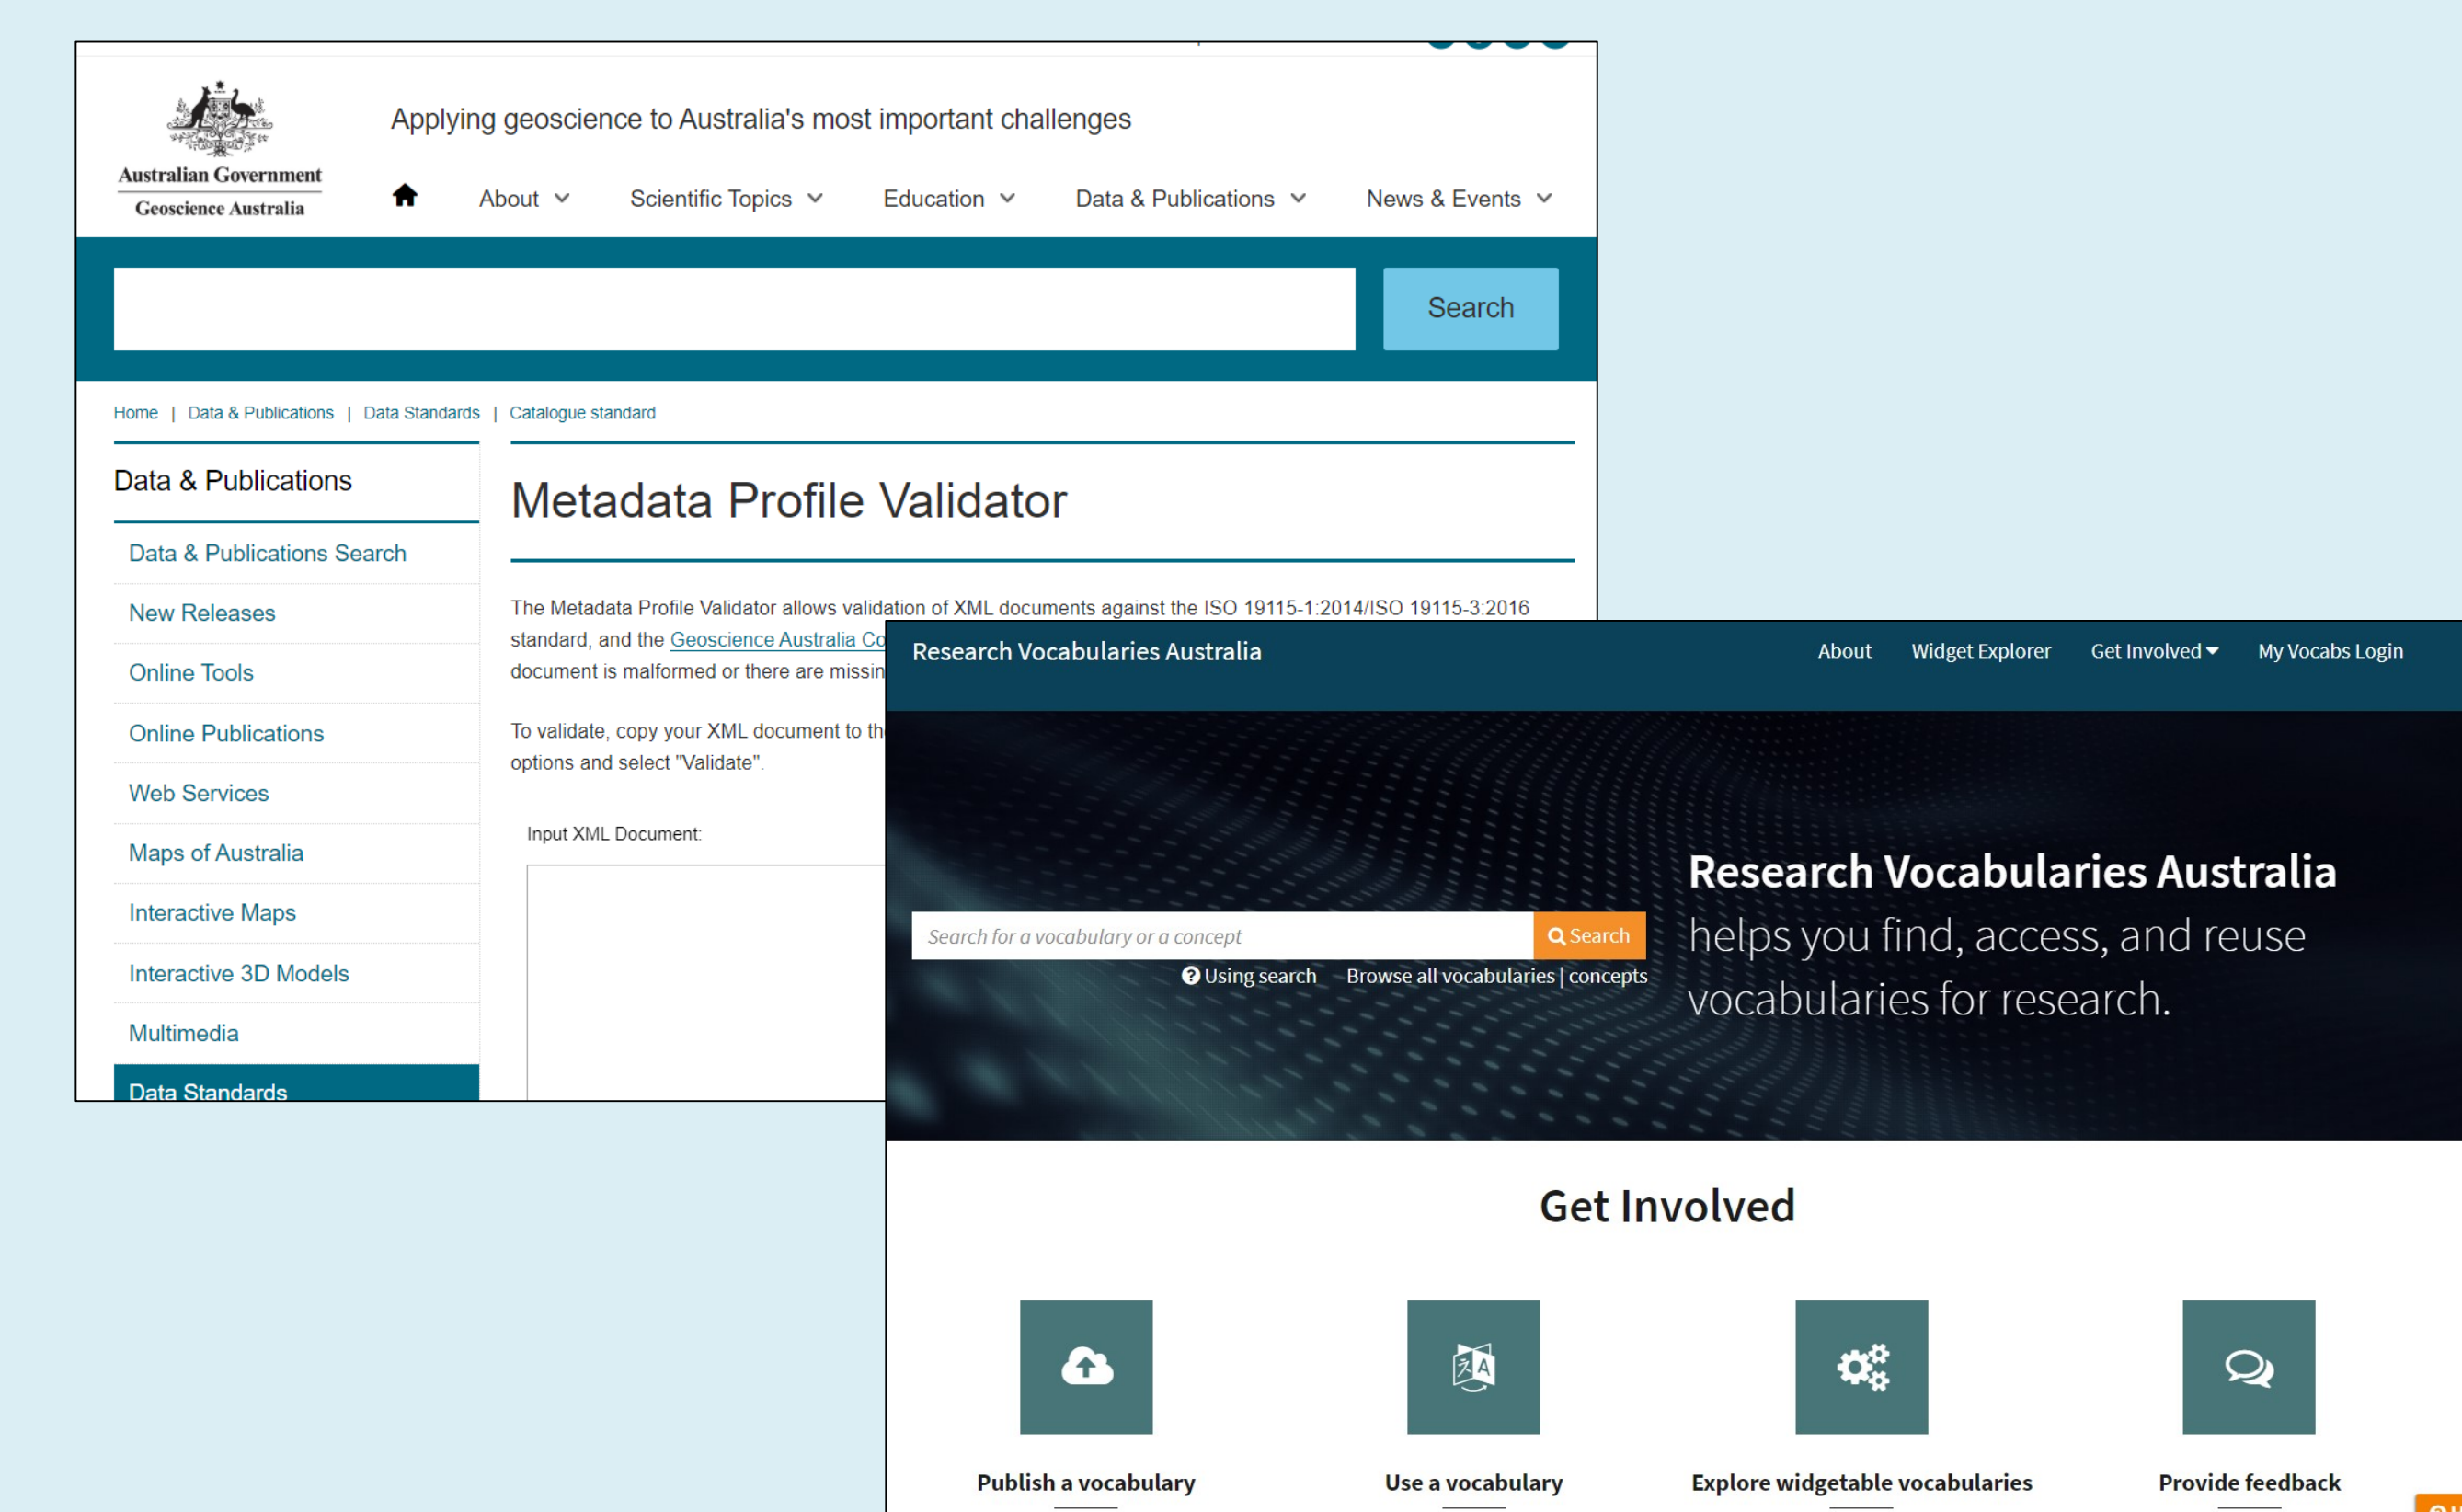 Applying geoscience to Australia's most important challenges
Australian Government
Geoscience Australia
About Scientific Topics Education Data & Publications News & Events
Search
Home | Data & Publications | Data Standards | Catalogue standard
Data & Publications
Data & Publications Search
New Releases
Online Tools
Online Publications
Web Services
Maps of Australia
Interactive Maps
Interactive 3D Models
Multimedia
Data Standards
Metadata Profile Validator
The Metadata Profile Validator allows validation of XML documents against the ISO 19115-1:2014/ISO 19115-3:2016
standard, and the Geoscience Australia
document is malformed or there are
To validate, copy your XML document to
options and select "Validate".
Input XML Document:
Research Vocabularies Australia
About Widget Explorer Get Involved My Vocabs Login
Search for a vocabulary or a concept
Search
Using search Browse all vocabularies | concepts
Research Vocabularies Australia
helps you find, access, and reuse
vocabularies for research.
Get Involved
Publish a vocabulary
Use a vocabulary
Explore widgetable vocabularies
Provide feedback